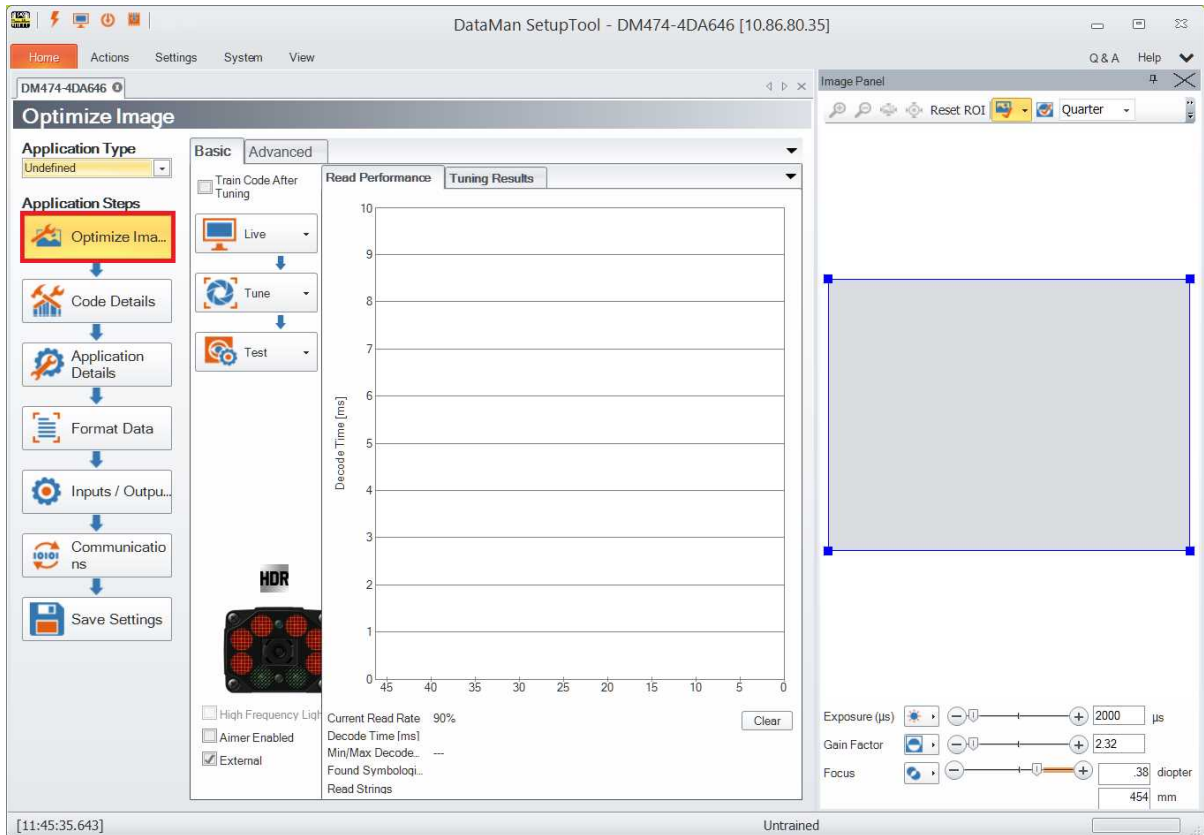 DataMan SetupTool - DM474-4DA646 [10.86.80.35]
Home Actions Settings System View Q & A Help
DM474-4DA646
Image Panel
Optimize Image
Reset ROI Quarter
Application Type
Undefined
Application Steps
Optimize Ima...
Code Details
Application
Details
Format Data
Inputs / Outpu...
Communicatio
ns
Save Settings
Basic Advanced
Train Code After
Tuning
Live
Tune
Test
HDR
High Frequency Ligh
Aimer Enabled
External
Read Performance Tuning Results
Decode Time [ms]
10
9
8
7
6
5
4
3
2
1
0
45 40 35 30 25 20 15 10 5 0
Current Read Rate 90%
Clear
Decode Time [ms]
Min/Max Decode.. ---
Found Symbologi..
Read Strings
Exposure (µs) 2000 µs
Gain Factor 2.32
Focus .38 diopter
454 mm
[11:45:35.643] Untrained